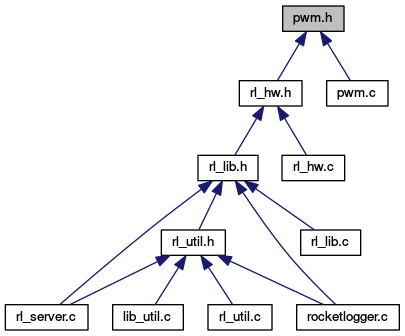 pwm.h
rl_hw.h
pwm.c
rl_lib.h
rl_hw.c
rl_util.h
rl_lib.c
rl_server.c
lib_util.c
rl_util.c
rocketlogger.c